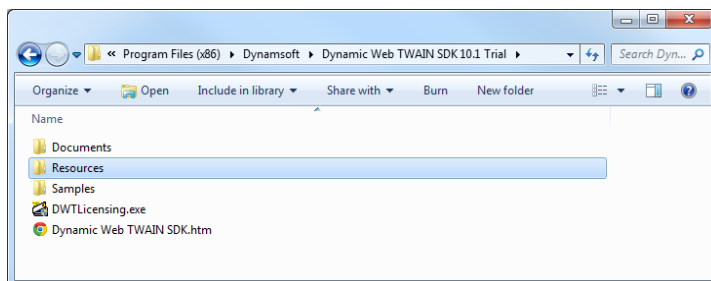 « Program Files (x86) ▸ Dynamsoft ▸ Dynamic Web TWAIN SDK 10.1 Trial ▸ Search Dyn...
Organize Open Include in library Share with Burn New folder
Name
Documents
Resources
Samples
DWTLicensing.exe
Dynamic Web TWAIN SDK.htm